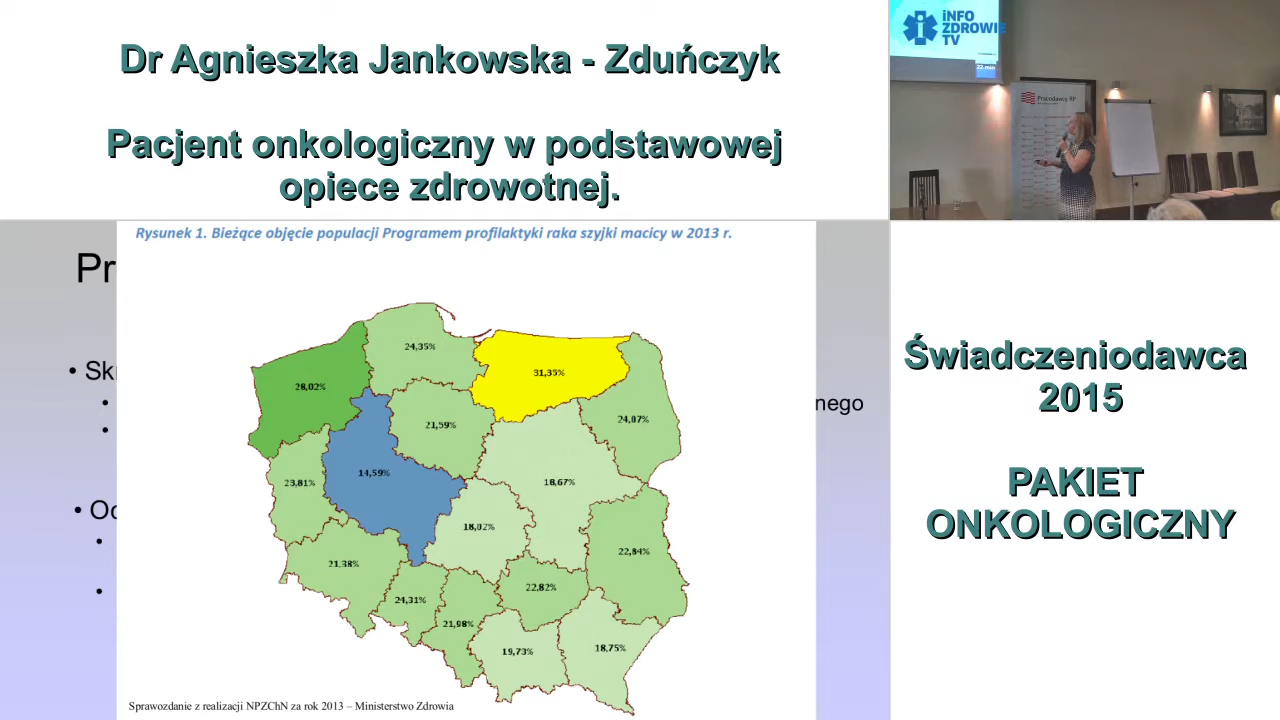 Dr Agnieszka Jankowska - Zduńczyk
Pacjent onkologiczny w podstawowej
opiece zdrowotnej.
iNFO
ZDROWIE
TV
22 min
Pracodawcy RP
Rysunek 1. Bieżące objęcie populacji Programem profilaktyki raka szyjki macicy w 2013 r.
Pr
• Sk
nego
• Oc
24,35%
31,35%
28,02%
24,07%
21,59%
14,59%
23,81%
18,67%
18,02%
22,84%
21,38%
22,82%
24,31%
21,98%
19,73%
18,75%
Sprawozdanie z realizacji NPZChN za rok 2013 – Ministerstwo Zdrowia
Świadczeniodawca
2015
PAKIET
ONKOLOGICZNY